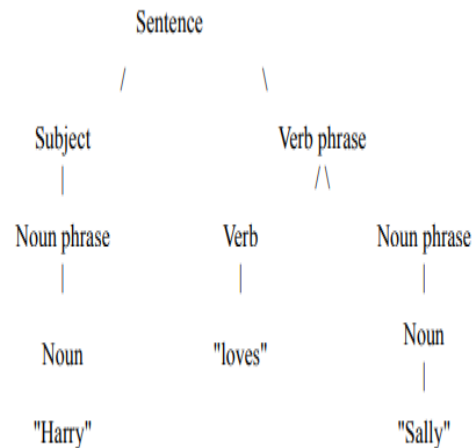 Sentence
/ \
Subject Verb phrase
| / \
Noun phrase Verb Noun phrase
| | |
Noun "loves" Noun
|
"Harry" "Sally"